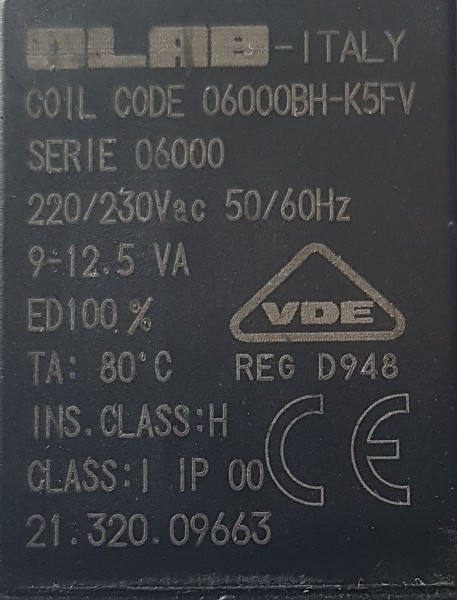 OLAB-ITALY
COIL CODE 06000BH-K5FV
SERIE 06000
220/230Vac 50/60Hz
9÷12.5 VA
ED100%
VDE
TA: 80°C
REG D948
INS.CLASS:H
CE
CLASS:I IP 00
21.320.09663